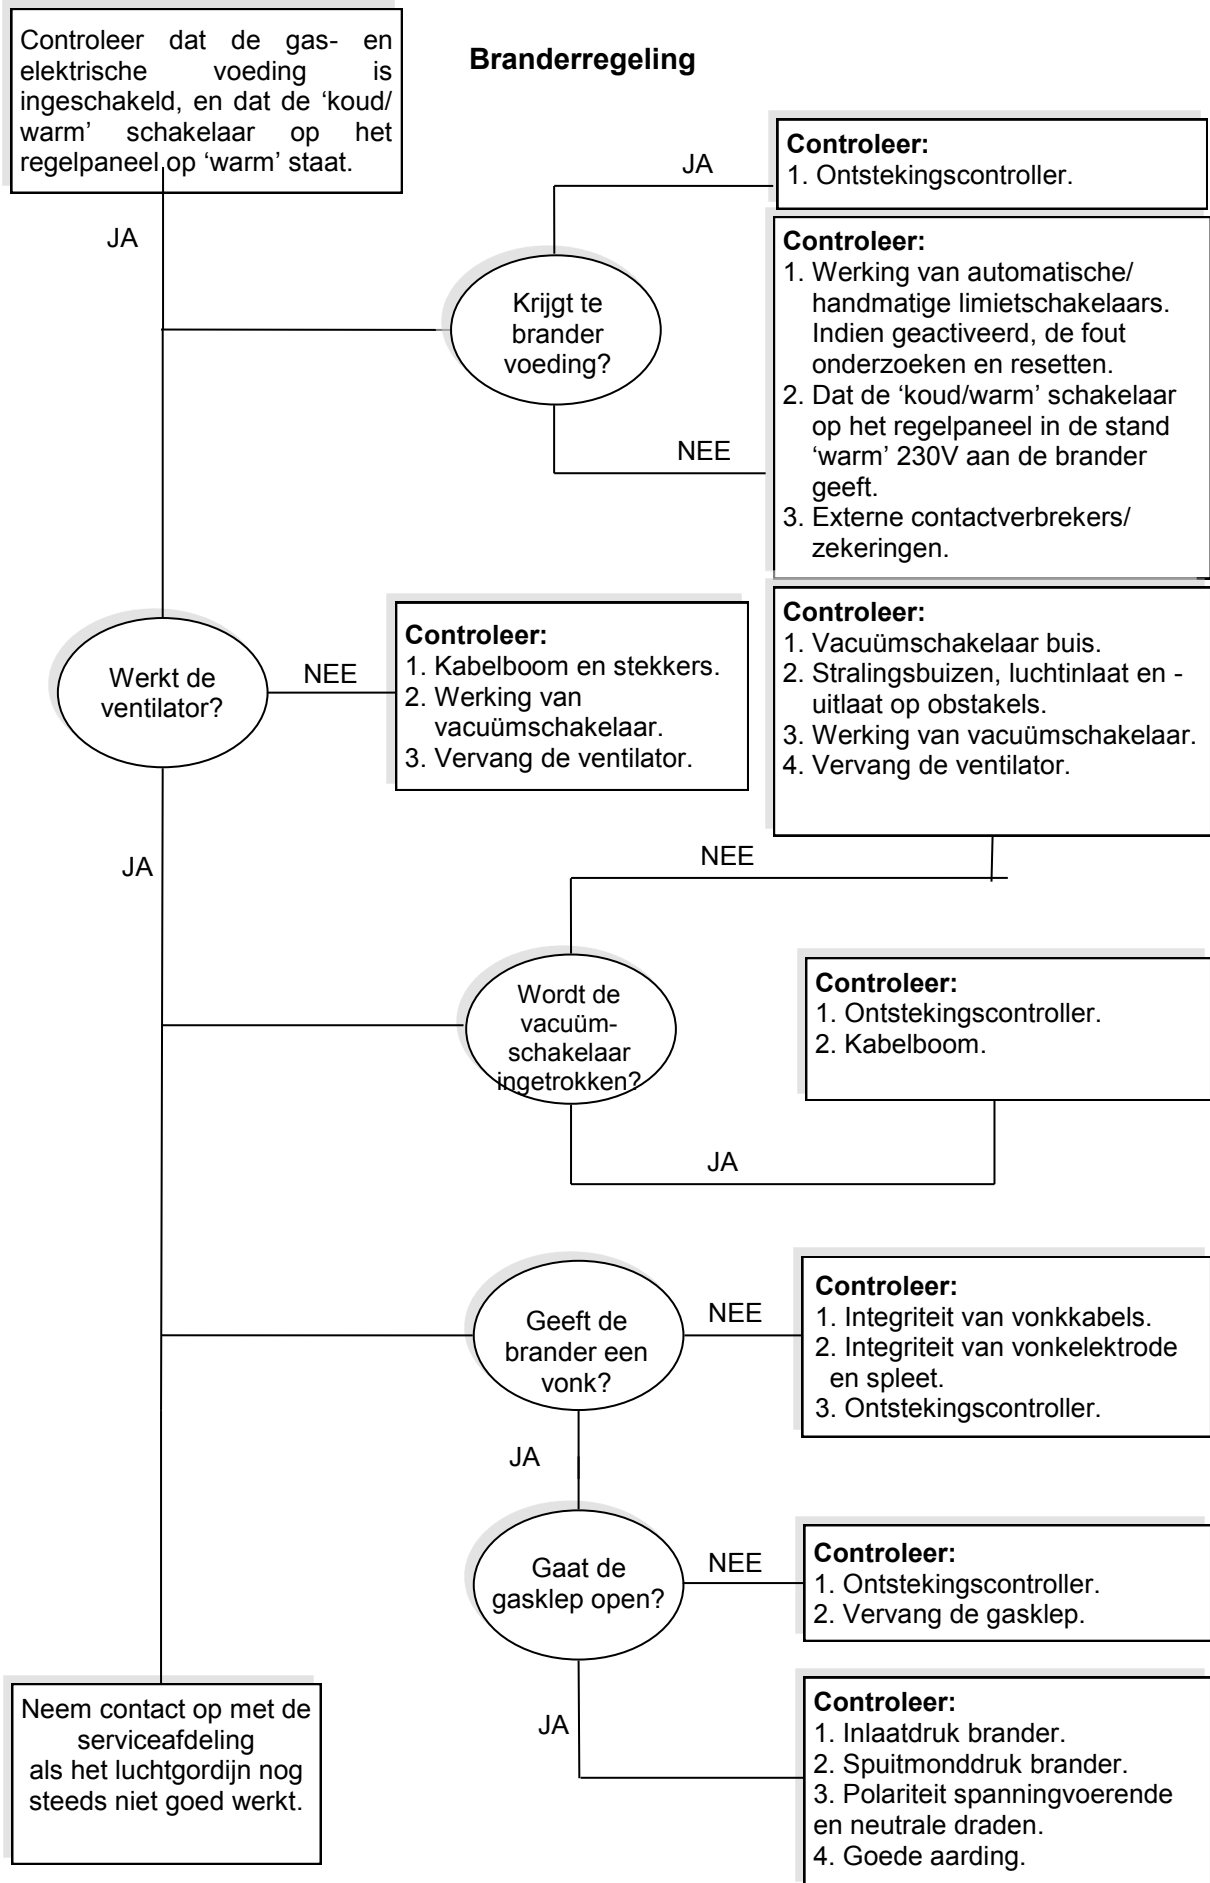 Controleer dat de gas- en
elektrische voeding is
ingeschakeld, en dat de ‘koud/
warm’ schakelaar op het
regelpaneel op ‘warm’ staat.
Branderregeling
JA
JA
Controleer:
1. Ontstekingscontroller.
Krijgt te
brander
voeding?
NEE
Controleer:
1. Werking van automatische/
handmatige limietschakelaars.
Indien geactiveerd, de fout
onderzoeken en resetten.
2. Dat de ‘koud/warm’ schakelaar
op het regelpaneel in de stand
‘warm’ 230V aan de brander
geeft.
3. Externe contactverbrekers/
zekeringen.
Werkt de
ventilator?
NEE
Controleer:
1. Kabelboom en stekkers.
2. Werking van
vacuümschakelaar.
3. Vervang de ventilator.
Controleer:
1. Vacuümschakelaar buis.
2. Stralingsbuizen, luchtinlaat en -
uitlaat op obstakels.
3. Werking van vacuümschakelaar.
4. Vervang de ventilator.
JA
NEE
Wordt de
vacuüm-
schakelaar
ingetrokken?
Controleer:
1. Ontstekingscontroller.
2. Kabelboom.
JA
Geeft de
brander een
vonk?
NEE
Controleer:
1. Integriteit van vonkkabels.
2. Integriteit van vonkelektrode
en spleet.
3. Ontstekingscontroller.
JA
Gaat de
gasklep open?
NEE
Controleer:
1. Ontstekingscontroller.
2. Vervang de gasklep.
Neem contact op met de
serviceafdeling
als het luchtgordijn nog
steeds niet goed werkt.
JA
Controleer:
1. Inlaatdruk brander.
2. Spuitmonddruk brander.
3. Polariteit spanningvoerende
en neutrale draden.
4. Goede aarding.